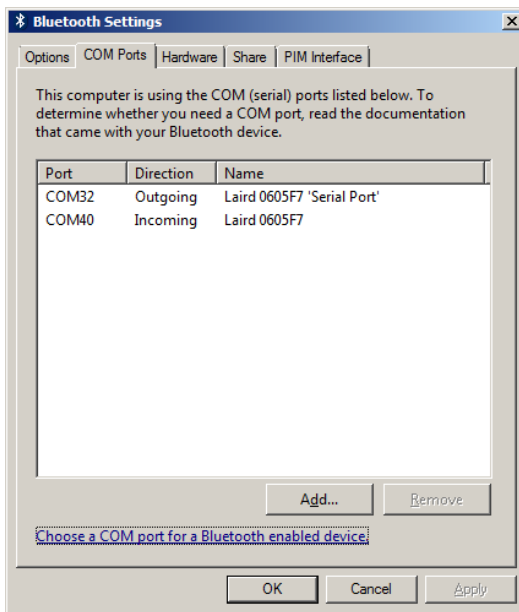 Bluetooth Settings
Options COM Ports Hardware Share PIM Interface
This computer is using the COM (serial) ports listed below. To
determine whether you need a COM port, read the documentation
that came with your Bluetooth device.
Port Direction Name
COM32 Outgoing Laird 0605F7 'Serial Port'
COM40 Incoming Laird 0605F7
Add... Remove
Choose a COM port for a Bluetooth enabled device.
OK Cancel Apply